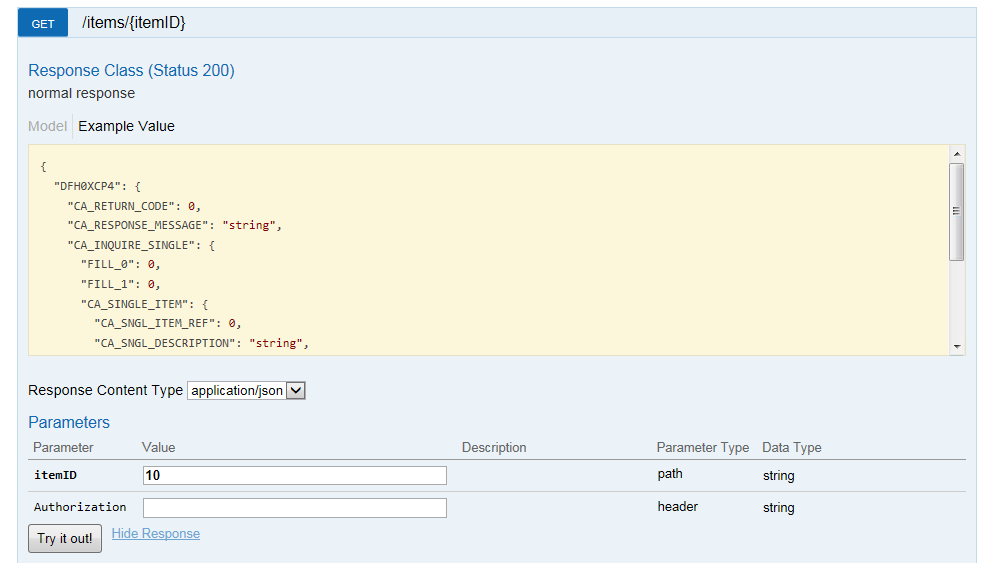 GET /items/{itemID}
Response Class (Status 200)
normal response
Model Example Value
{
"DFH0XCP4": {
"CA_RETURN_CODE": 0,
"CA_RESPONSE_MESSAGE": "string",
"CA_INQUIRE_SINGLE": {
"FILL_0": 0,
"FILL_1": 0,
"CA_SINGLE_ITEM": {
"CA_SNGL_ITEM_REF": 0,
"CA_SNGL_DESCRIPTION": "string",
Response Content Type application/json
Parameters
Parameter Value Description Parameter Type Data Type
itemID 10 path string
Authorization header string
Try it out! Hide Response